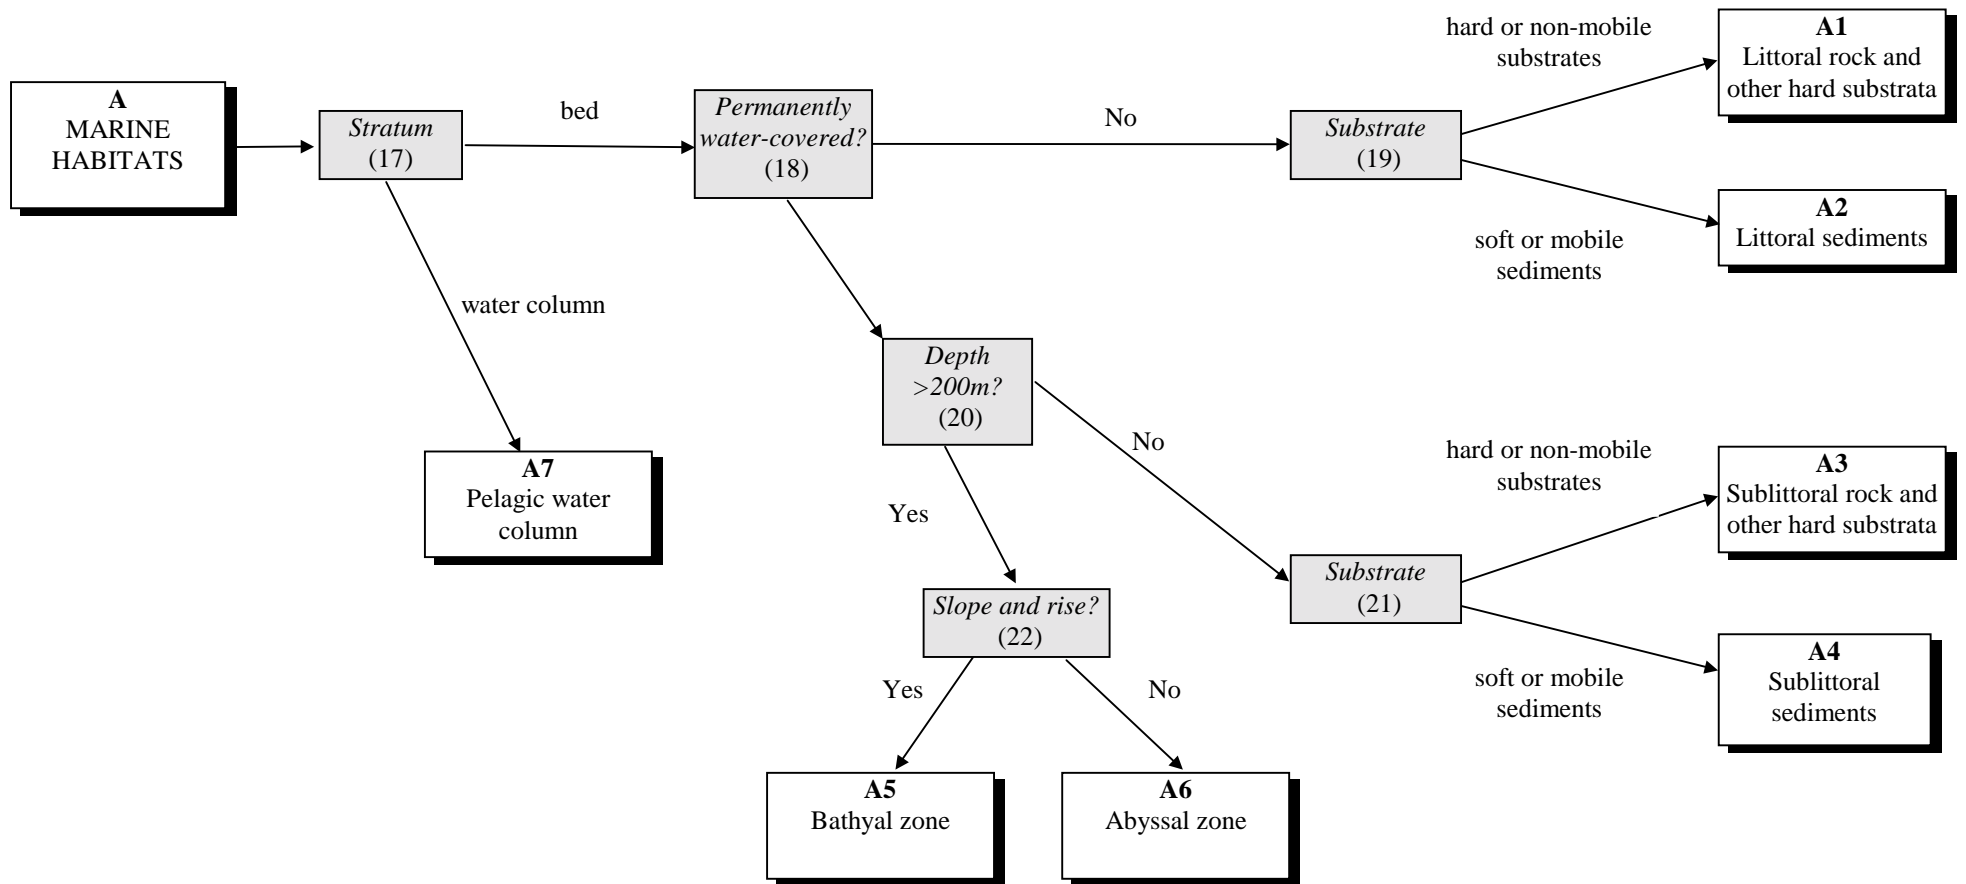 A
MARINE
HABITATS
Stratum
(17)
bed
water column
A7
Pelagic water
column
Permanently
water-covered?
(18)
No
Substrate
(19)
hard or non-mobile
substrates
A1
Littoral rock and
other hard substrata
soft or mobile
sediments
A2
Littoral sediments
Depth
>200m?
(20)
No
Substrate
(21)
hard or non-mobile
substrates
A3
Sublittoral rock and
other hard substrata
soft or mobile
sediments
A4
Sublittoral
sediments
Yes
Slope and rise?
(22)
Yes
A5
Bathyal zone
No
A6
Abyssal zone